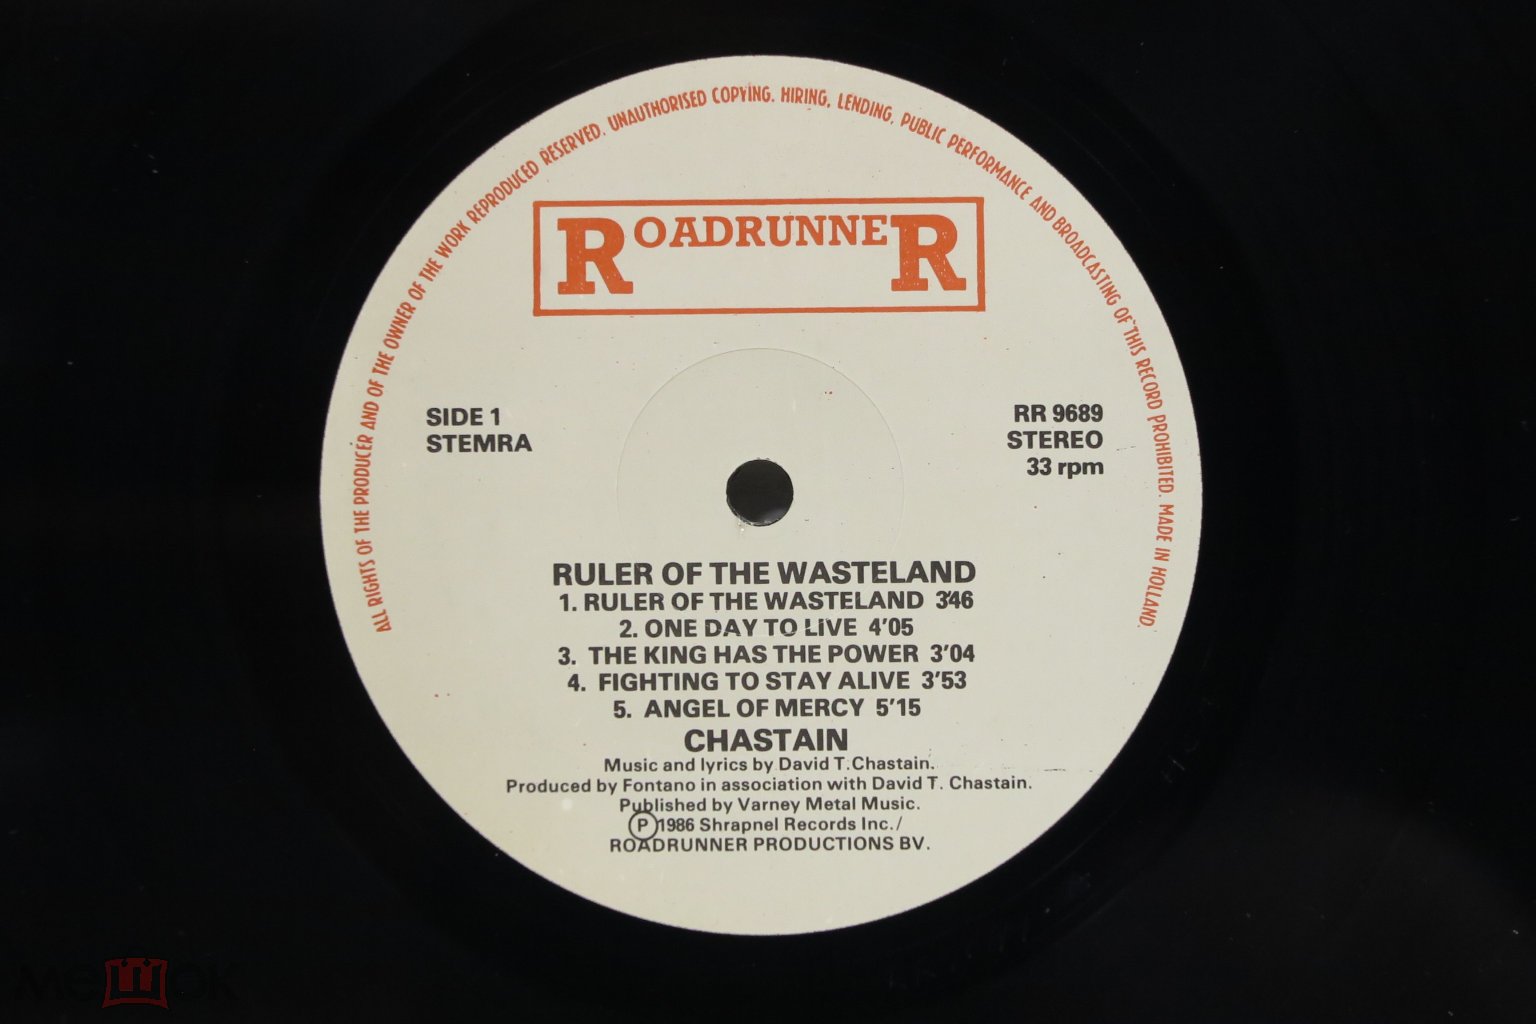 ALL RIGHTS OF THE PRODUCER AND OF THE OWNER OF THE WORK REPRODUCED RESERVED. UNAUTHORISED COPYING. HIRING, LENDING, PUBLIC PERFORMANCE AND BROADCASTING OF THIS RECORD PROHIBITED. MADE IN HOLLAND.
ROADRUNNER
SIDE 1
STEMRA
RR 9689
STEREO
33 rpm
RULER OF THE WASTELAND
1. RULER OF THE WASTELAND 3'46
2. ONE DAY TO LIVE 4'05
3. THE KING HAS THE POWER 3'04
4. FIGHTING TO STAY ALIVE 3'53
5. ANGEL OF MERCY 5'15
CHASTAIN
Music and lyrics by David T.Chastain.
Produced by Fontano in association with David T. Chastain.
Published by Varney Metal Music.
Ⓟ1986 Shrapnel Records Inc./
ROADRUNNER PRODUCTIONS BV.
мешок